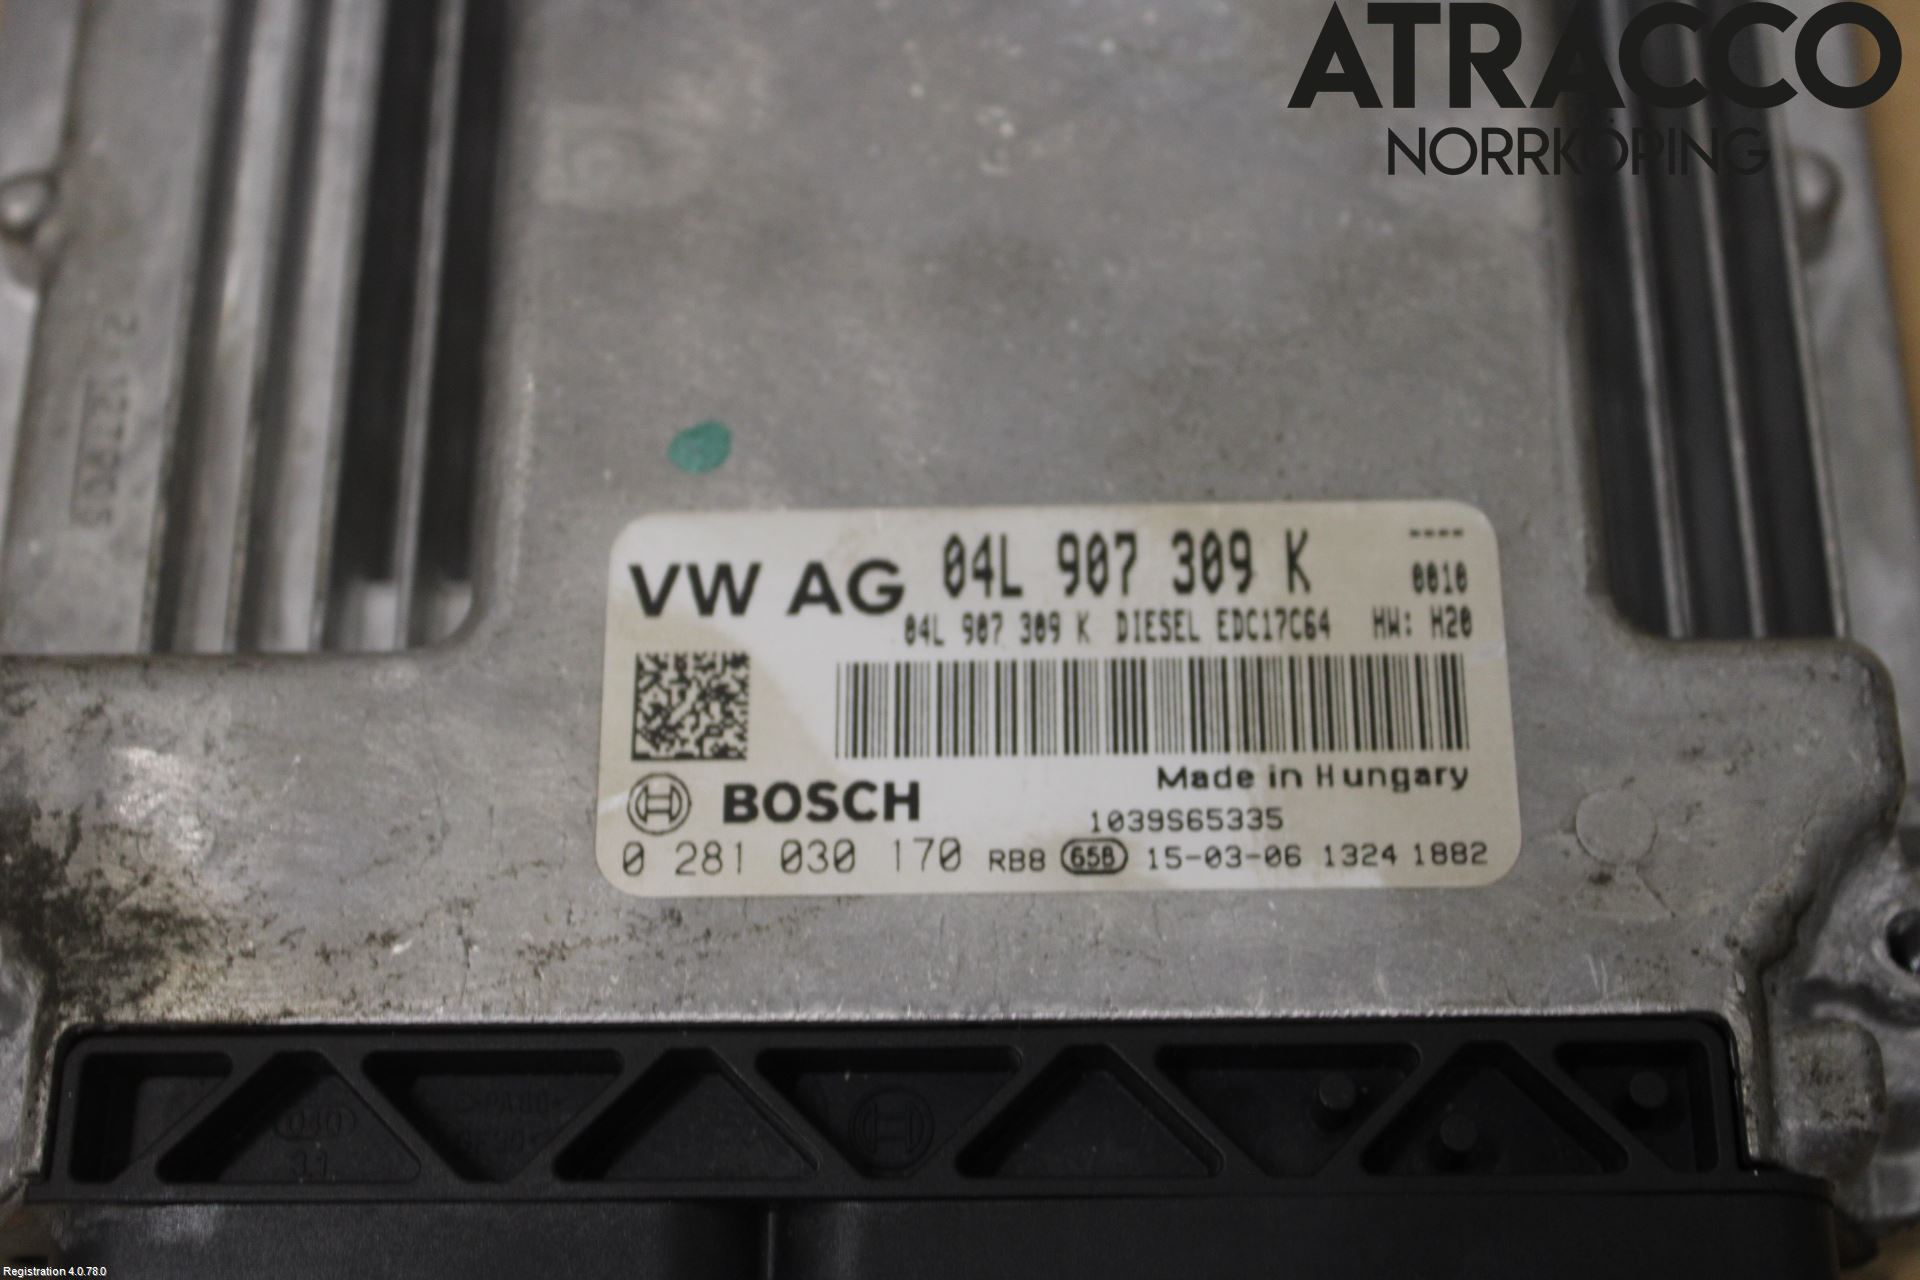 ATRACCO
NORRKÖPING
VW AG 04L 907 309 K ----
0010
04L 907 309 K DIESEL EDC17C64 HW: H20
Made in Hungary
BOSCH
1039S65335
0 281 030 170 RB8 65B 15-03-06 1324 1882
Registration 4.0.78.0